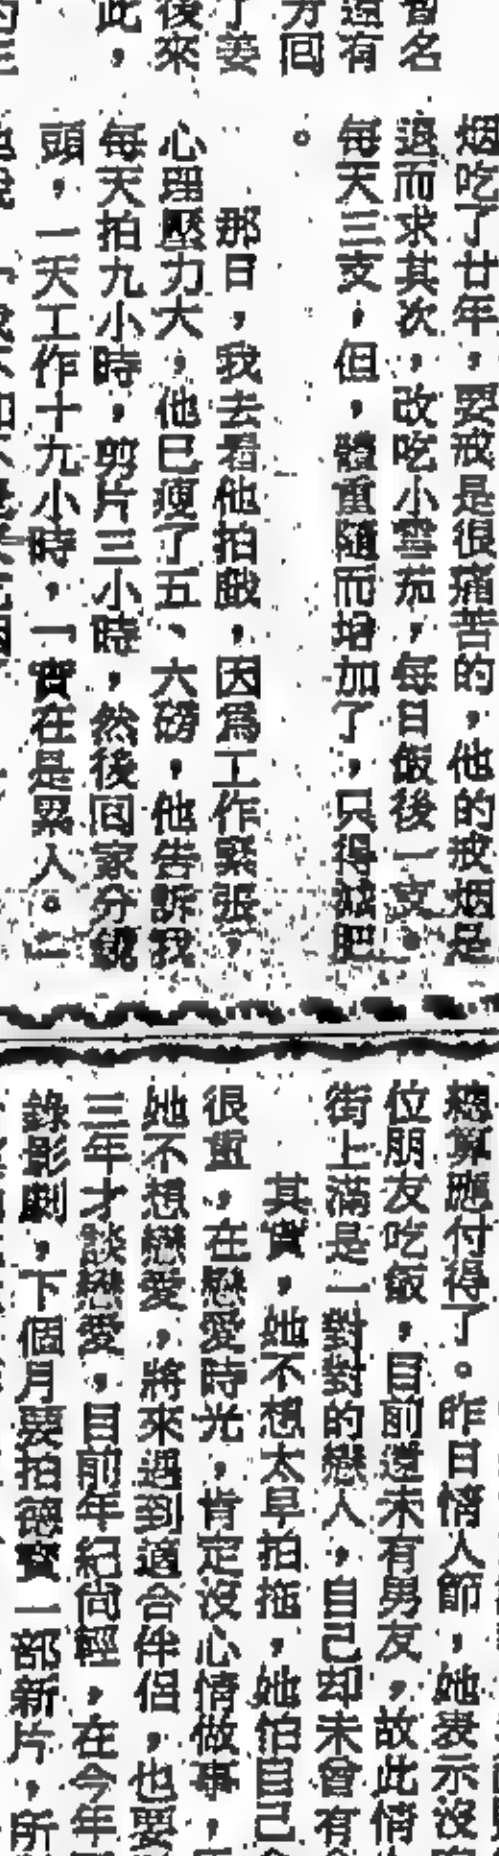 曾名
還有
方囘
了姜
後來
此，
烟吃了廿年，要戒是很痛苦的，他的戒烟是
退而求其次，改吃小雪茄，每日飯後一支。
每天三支，但，體重隨而增加了，只得減肥
。
那日，我去看他拍戲，因爲工作緊張，
心理壓力大，他已瘦了五、六磅，他告訴我
每天拍九小時，剪片三小時，然後囘家分鏡
頭，一天工作十九小時，「實在是累人。」
總算應付得了。昨日情人節，她表示沒
位朋友吃飯，目前還未有男友，故此情
街上滿是一對對的戀人，自己却未曾有
其實，她不想太早拍拖，她怕自己
很重，在戀愛時光，肯定沒心情做事，
她不想戀愛，將來遇到適合伴侶，也要
三年才談戀愛，目前年紀尙輕，在今年
錄影劇，下個月要拍德寶一部新片，所